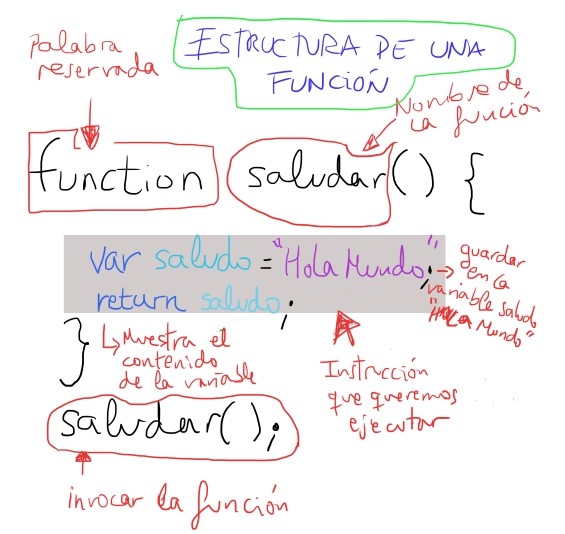 Palabra
reservada
ESTRUCTURA DE UNA
FUNCIÓN
Nombre de
la función
function saludar() {
var saludo = "Hola Mundo";
return saludo;
guardar
en la
variable saludo
"HOLA Mundo"
}
Muestra el
contenido
de la variable
Instrucción
que queremos
ejecutar
saludar();
invocar la función